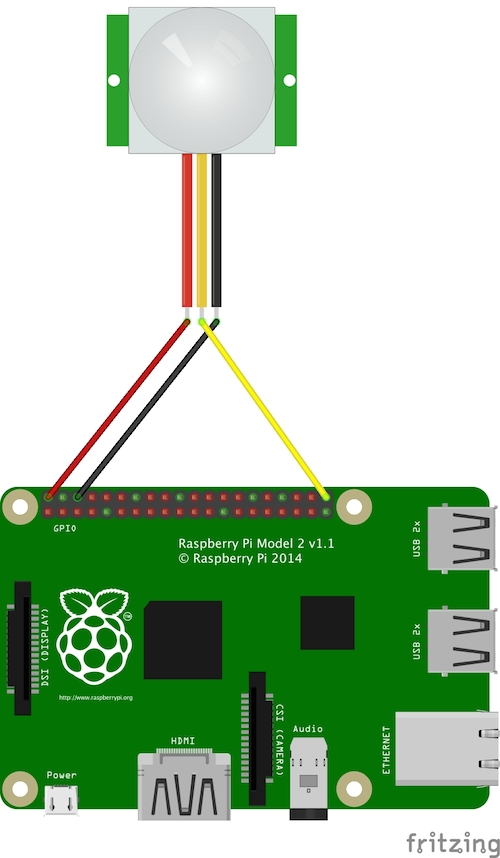 GPIO
Raspberry Pi Model 2 v1.1
© Raspberry Pi 2014
USB 2x
DSI (DISPLAY)
TM
http://www.raspberrypi.org
USB 2x
CSI (CAMERA)
Audio
ETHERNET
HDMI
Power
fritzing